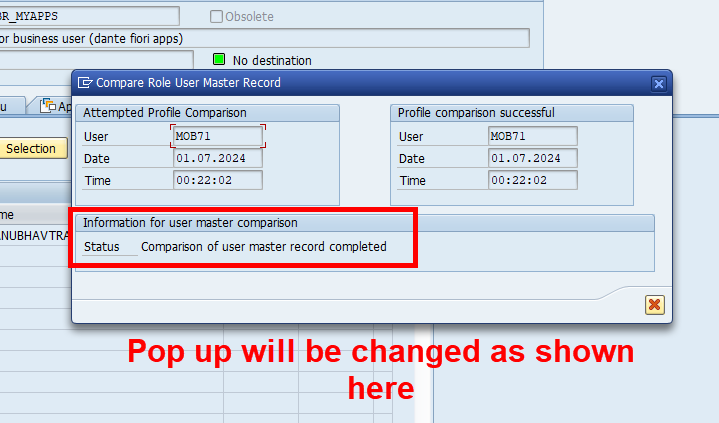 BR_MYAPPS
Obsolete
or business user (dante fiori apps)
No destination
Compare Role User Master Record
Attempted Profile Comparison
User MOB71
Date 01.07.2024
Time 00:22:02
Profile comparison successful
User MOB71
Date 01.07.2024
Time 00:22:02
Information for user master comparison
Status Comparison of user master record completed
u
Ap
Selection
me
ANUBHAVTRA
Pop up will be changed as shown
here